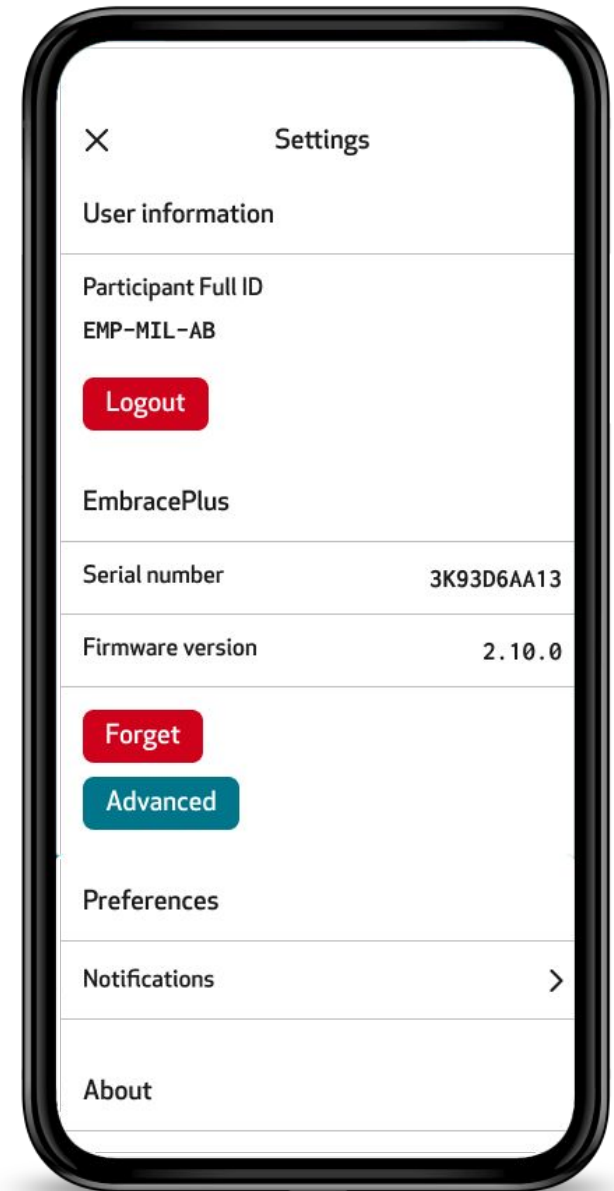 Settings
User information
Participant Full ID
EMP-MIL-AB
Logout
EmbracePlus
Serial number 3K93D6AA13
Firmware version 2.10.0
Forget
Advanced
Preferences
Notifications
About